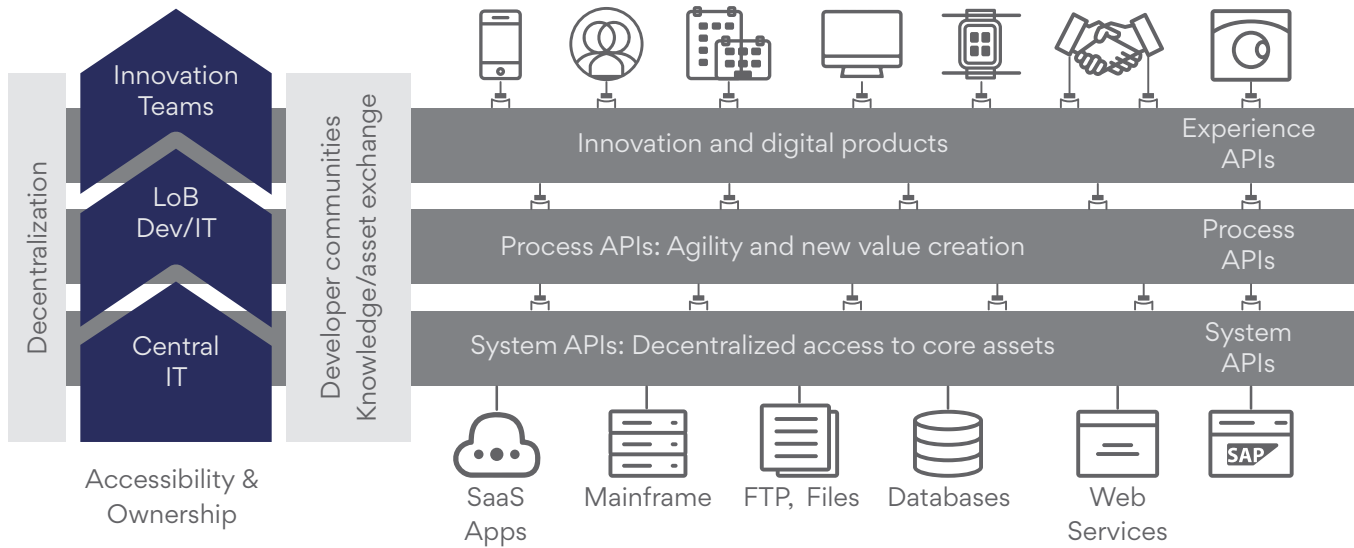 Decentralization
Innovation
Teams
LoB
Dev/IT
Central
IT
Accessibility &
Ownership
Developer communities
Knowledge/asset exchange
Innovation and digital products
Experience
APIs
Process APIs: Agility and new value creation
Process
APIs
System APIs: Decentralized access to core assets
System
APIs
SaaS
Apps
Mainframe
FTP, Files
Databases
Web
Services
SAP